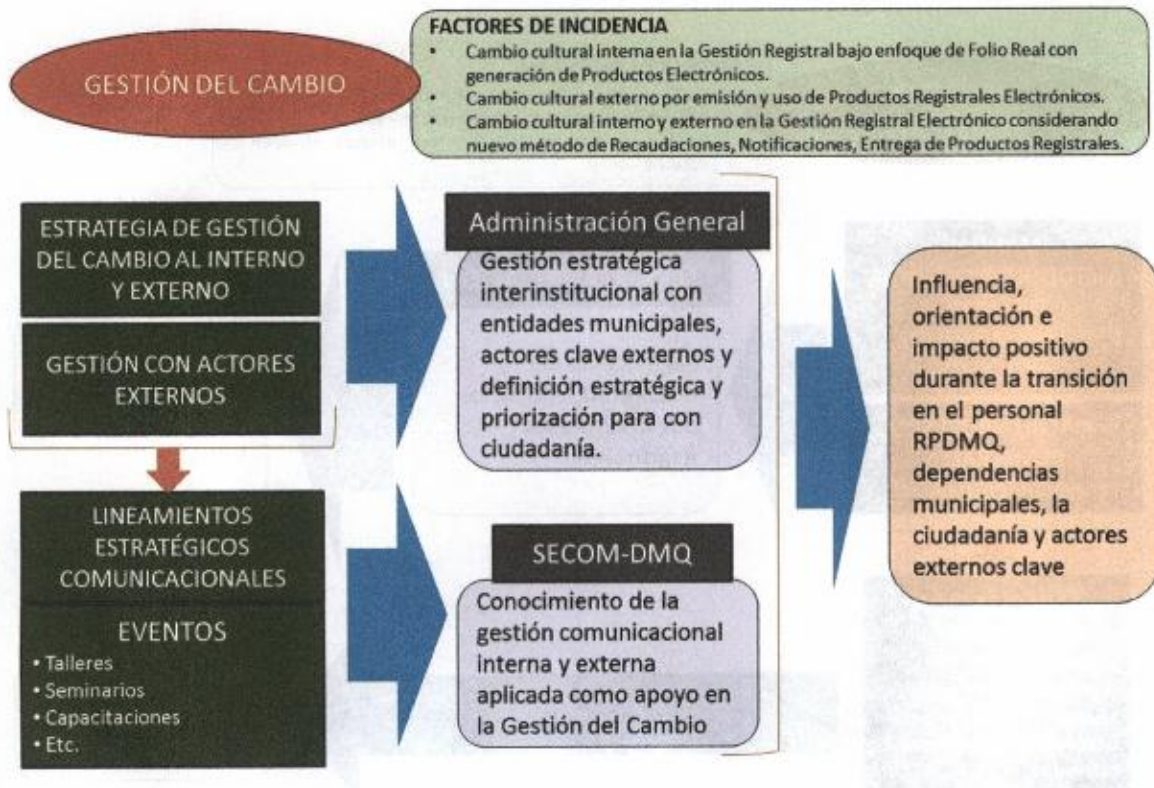 GESTIÓN DEL CAMBIO
FACTORES DE INCIDENCIA
• Cambio cultural interna en la Gestión Registral bajo enfoque de Folio Real con
generación de Productos Electrónicos.
• Cambio cultural externo por emisión y uso de Productos Registrales Electrónicos.
• Cambio cultural interno y externo en la Gestión Registral Electrónico considerando
nuevo método de Recaudaciones, Notificaciones, Entrega de Productos Registrales.
ESTRATEGIA DE GESTIÓN
DEL CAMBIO AL INTERNO
Y EXTERNO
GESTIÓN CON ACTORES
EXTERNOS
LINEAMIENTOS
ESTRATÉGICOS
COMUNICACIONALES
EVENTOS
• Talleres
• Seminarios
• Capacitaciones
• Etc.
Administración General
Gestión estratégica
interinstitucional con
entidades municipales,
actores clave externos y
definición estratégica y
priorización para con
ciudadanía.
SECOM-DMQ
Conocimiento de la
gestión comunicacional
interna y externa
aplicada como apoyo en
la Gestión del Cambio
Influencia,
orientación e
impacto positivo
durante la transición
en el personal
RPDMQ,
dependencias
municipales, la
ciudadanía y actores
externos clave